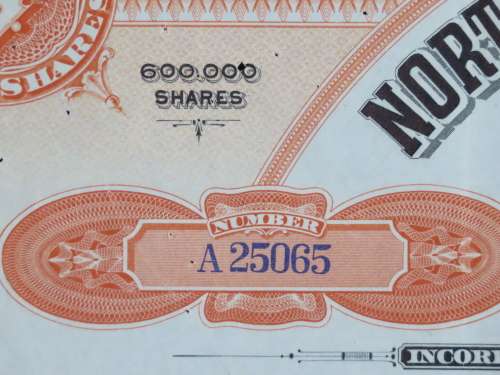 SHARES
600.000
SHARES
NORT
NUMBER
A 25065
INCOR